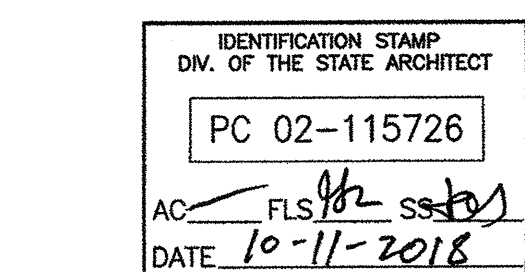 IDENTIFICATION STAMP
DIV. OF THE STATE ARCHITECT
PC 02-115726
AC FLS SS
DATE 10-11-2018